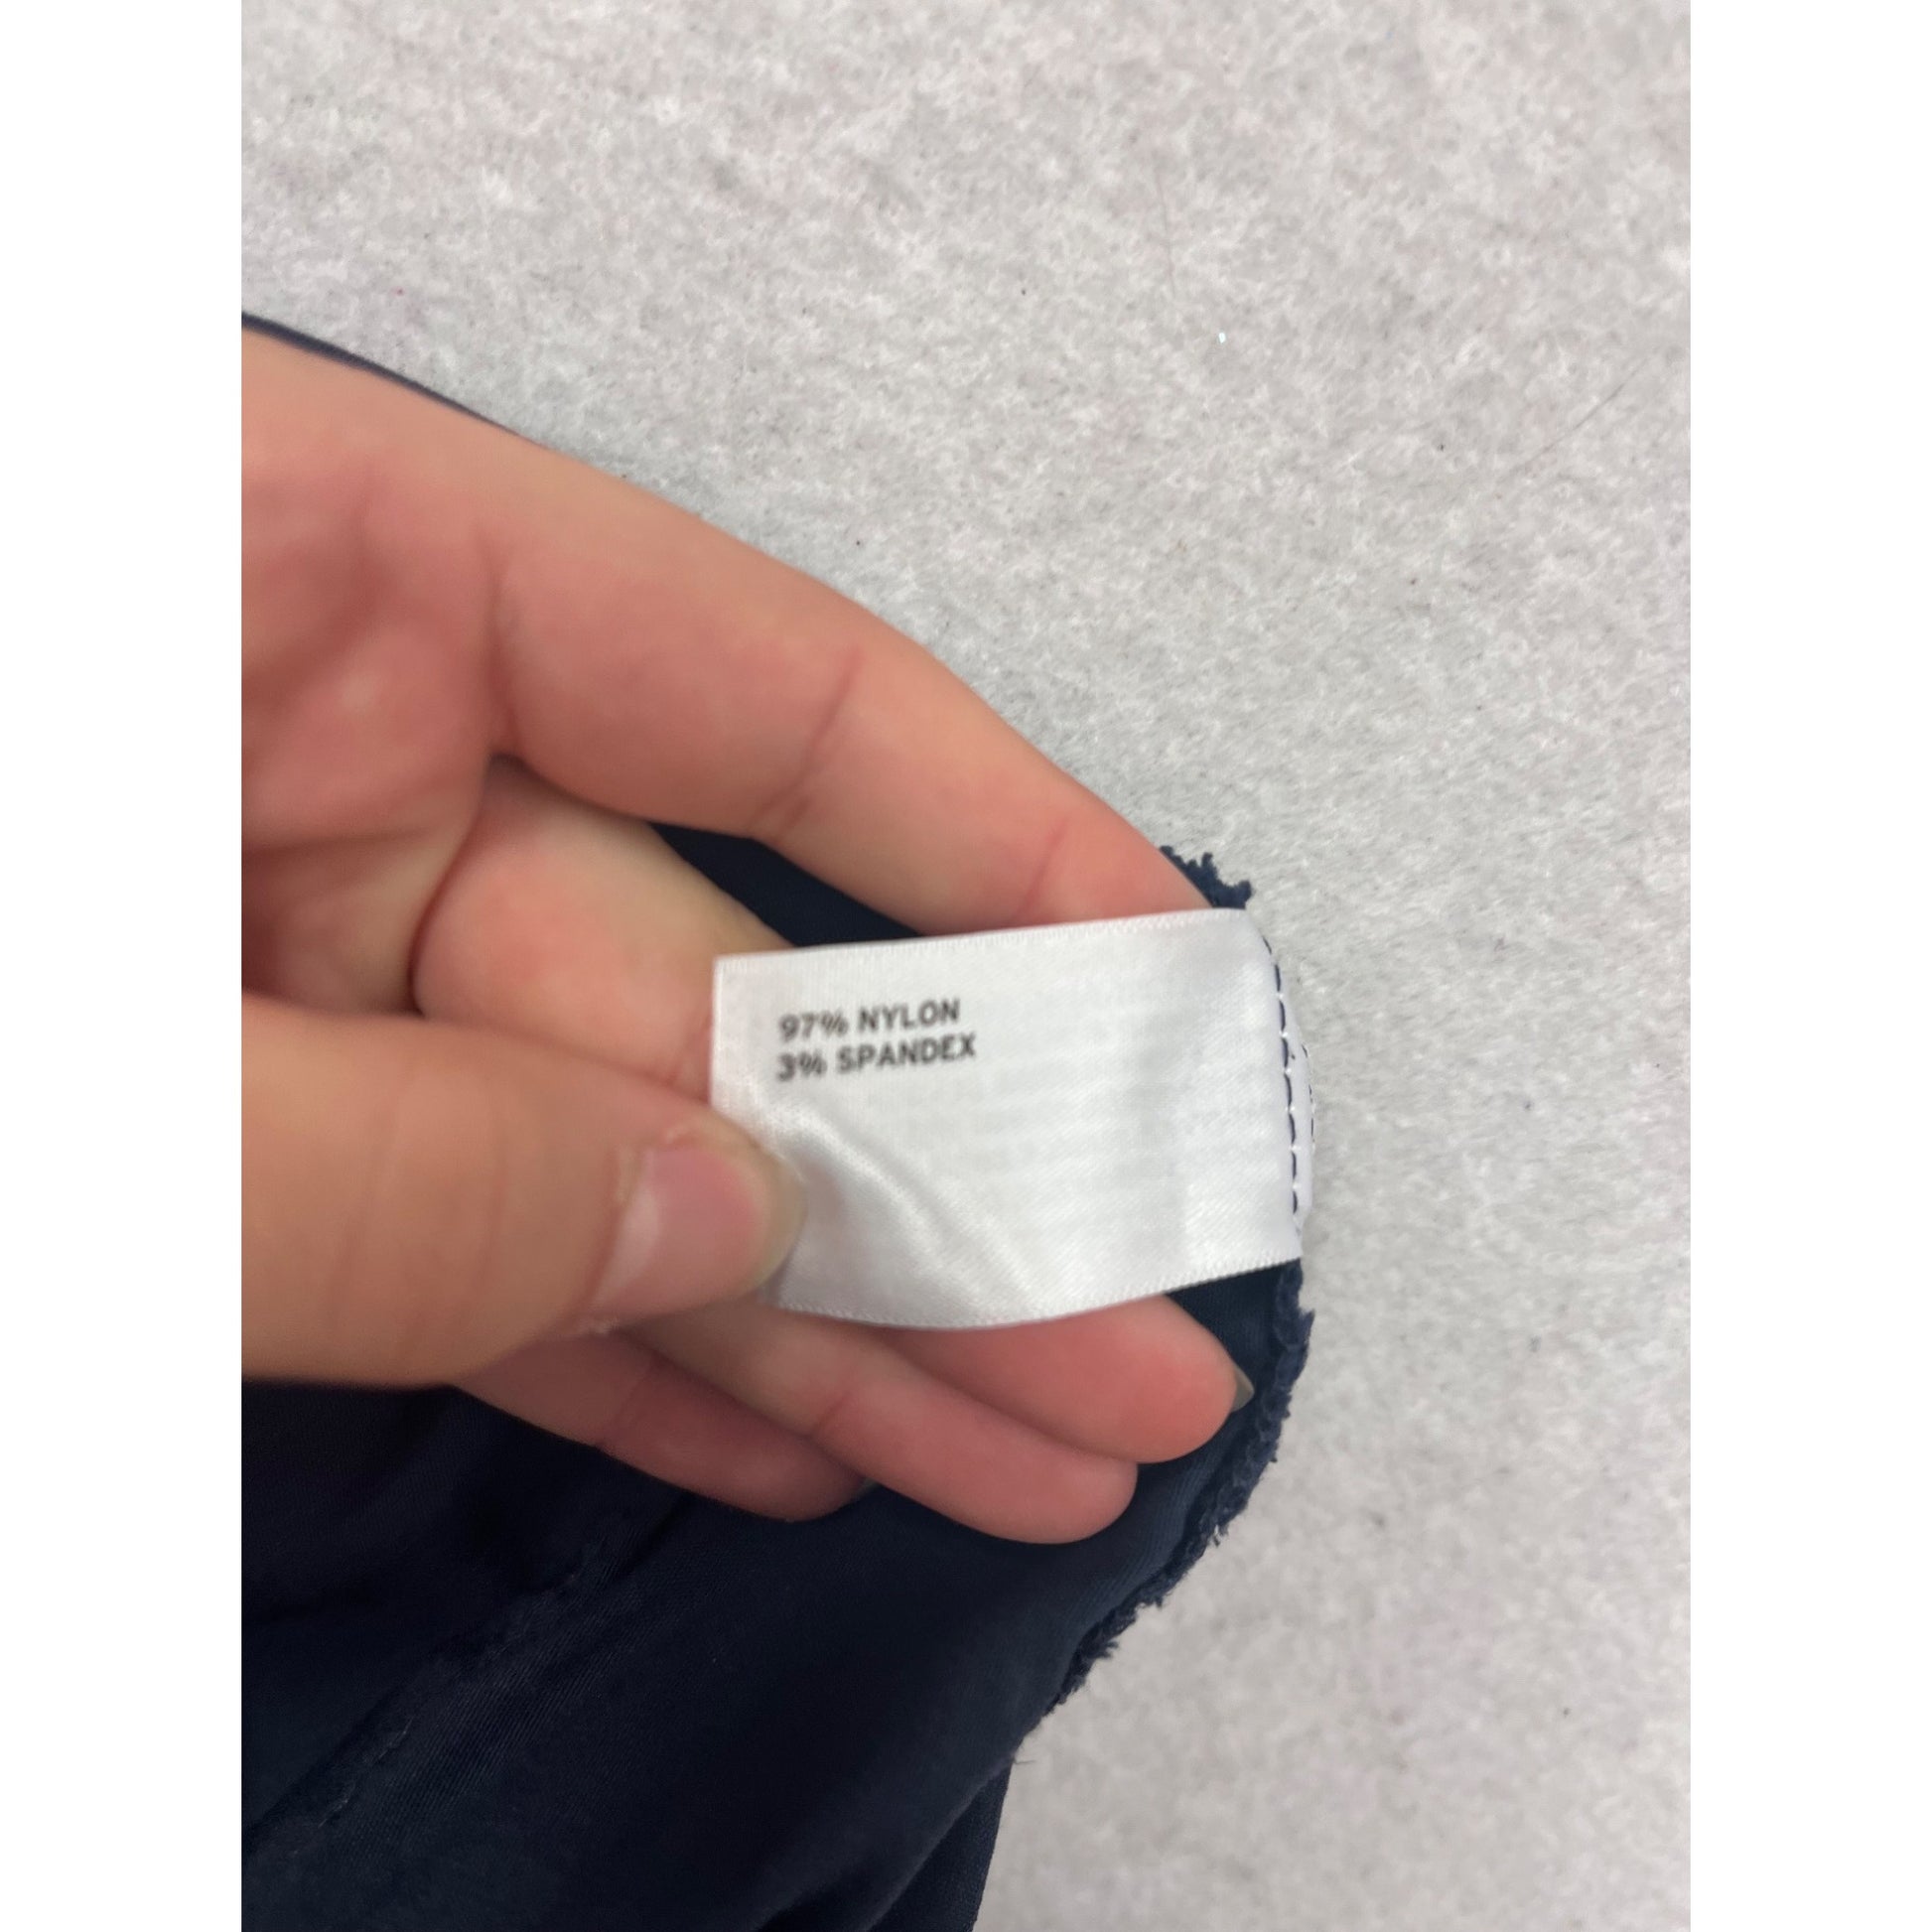 97% NYLON
3% SPANDEX